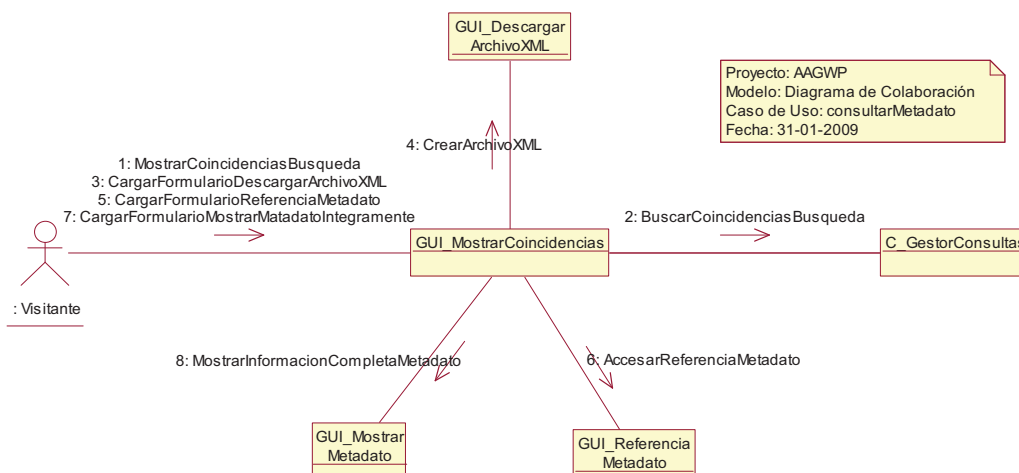 GUI_Descargar
ArchivoXML
Proyecto: AAGWP
Modelo: Diagrama de Colaboración
Caso de Uso: consultarMetadato
Fecha: 31-01-2009
4: CrearArchivoXML
1: MostrarCoincidenciasBusqueda
3: CargarFormularioDescargarArchivoXML
5: CargarFormularioReferenciaMetadato
7: CargarFormularioMostrarMatadatoIntegramente
2: BuscarCoincidenciasBusqueda
GUI_MostrarCoincidencias
C_GestorConsultas
: Visitante
8: MostrarInformacionCompletaMetadato
6: AccesarReferenciaMetadato
GUI_Mostrar
Metadato
GUI_Referencia
Metadato